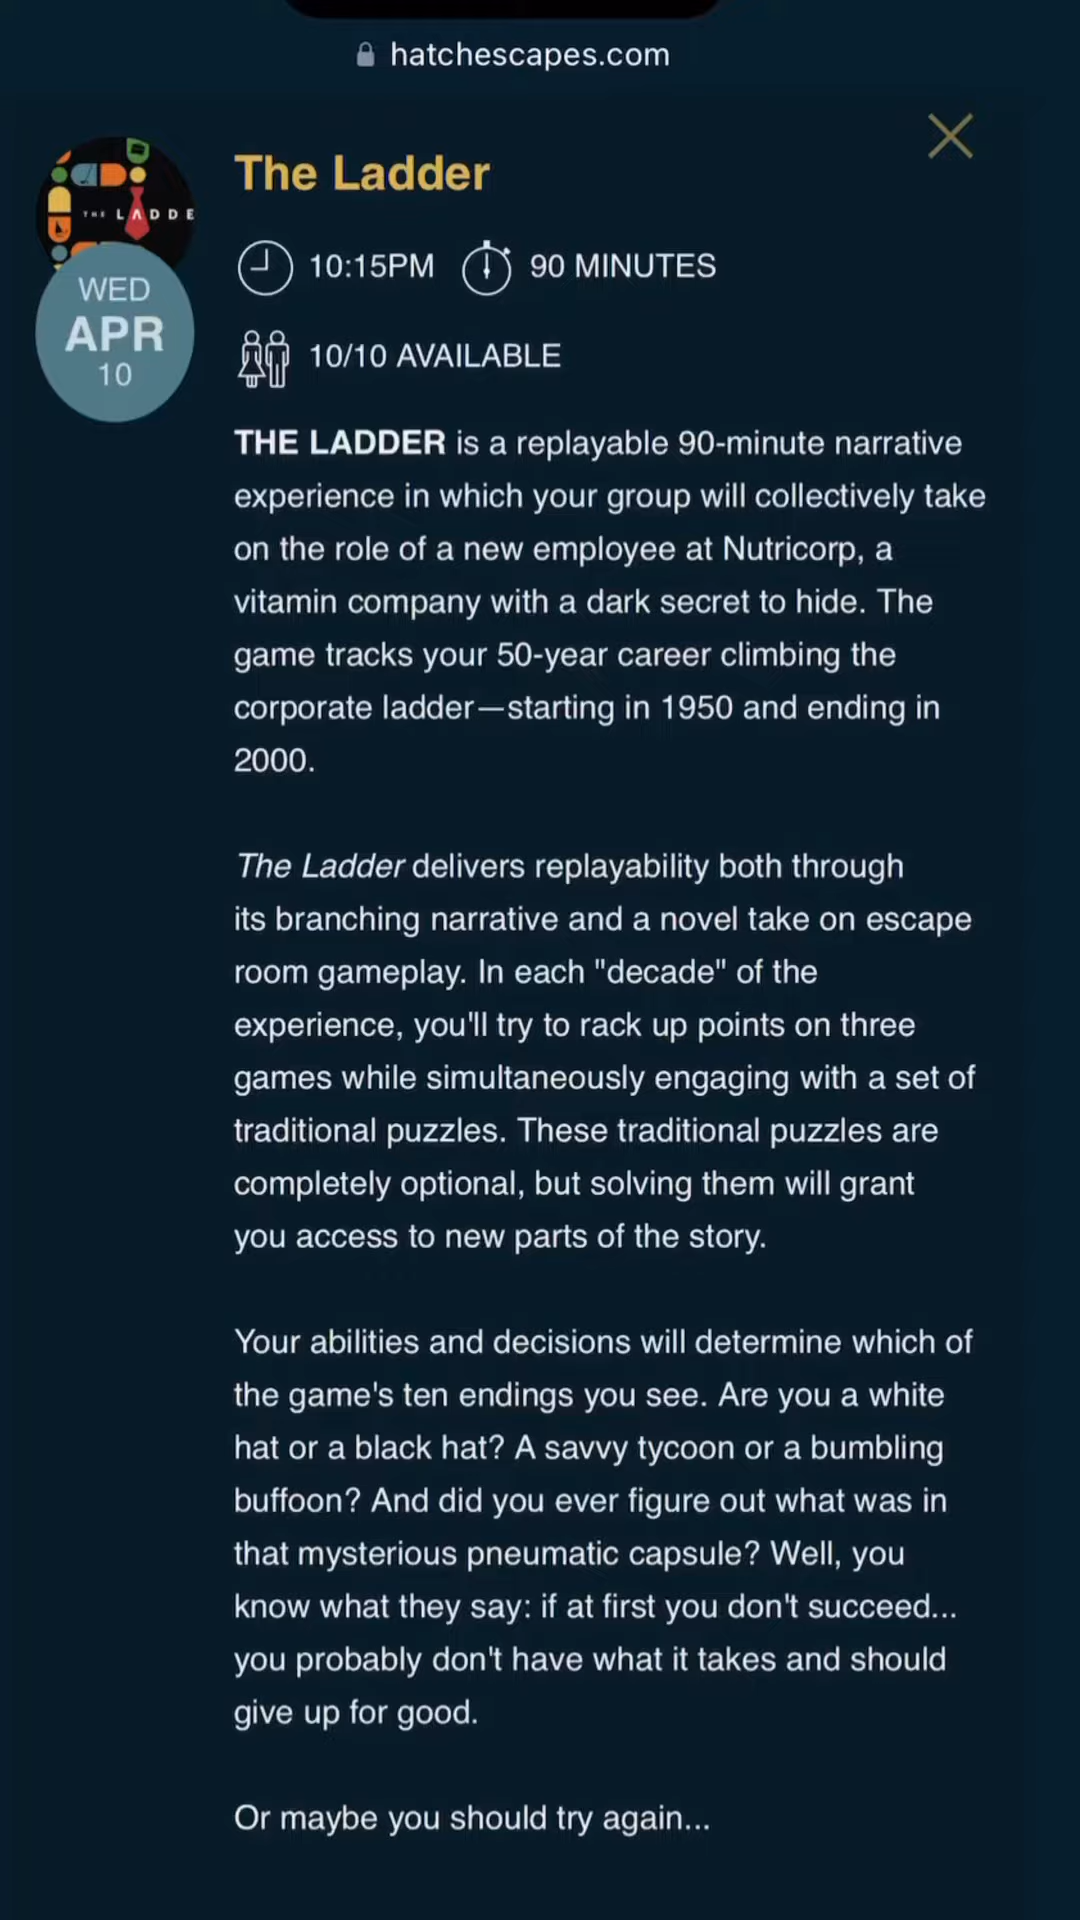 hatchescapes.com
THE LADDE
The Ladder
10:15PM 90 MINUTES
WED
APR
10
10/10 AVAILABLE
THE LADDER is a replayable 90-minute narrative
experience in which your group will collectively take
on the role of a new employee at Nutricorp, a
vitamin company with a dark secret to hide. The
game tracks your 50-year career climbing the
corporate ladder—starting in 1950 and ending in
2000.
The Ladder delivers replayability both through
its branching narrative and a novel take on escape
room gameplay. In each "decade" of the
experience, you'll try to rack up points on three
games while simultaneously engaging with a set of
traditional puzzles. These traditional puzzles are
completely optional, but solving them will grant
you access to new parts of the story.
Your abilities and decisions will determine which of
the game's ten endings you see. Are you a white
hat or a black hat? A savvy tycoon or a bumbling
buffoon? And did you ever figure out what was in
that mysterious pneumatic capsule? Well, you
know what they say: if at first you don't succeed...
you probably don't have what it takes and should
give up for good.
Or maybe you should try again...